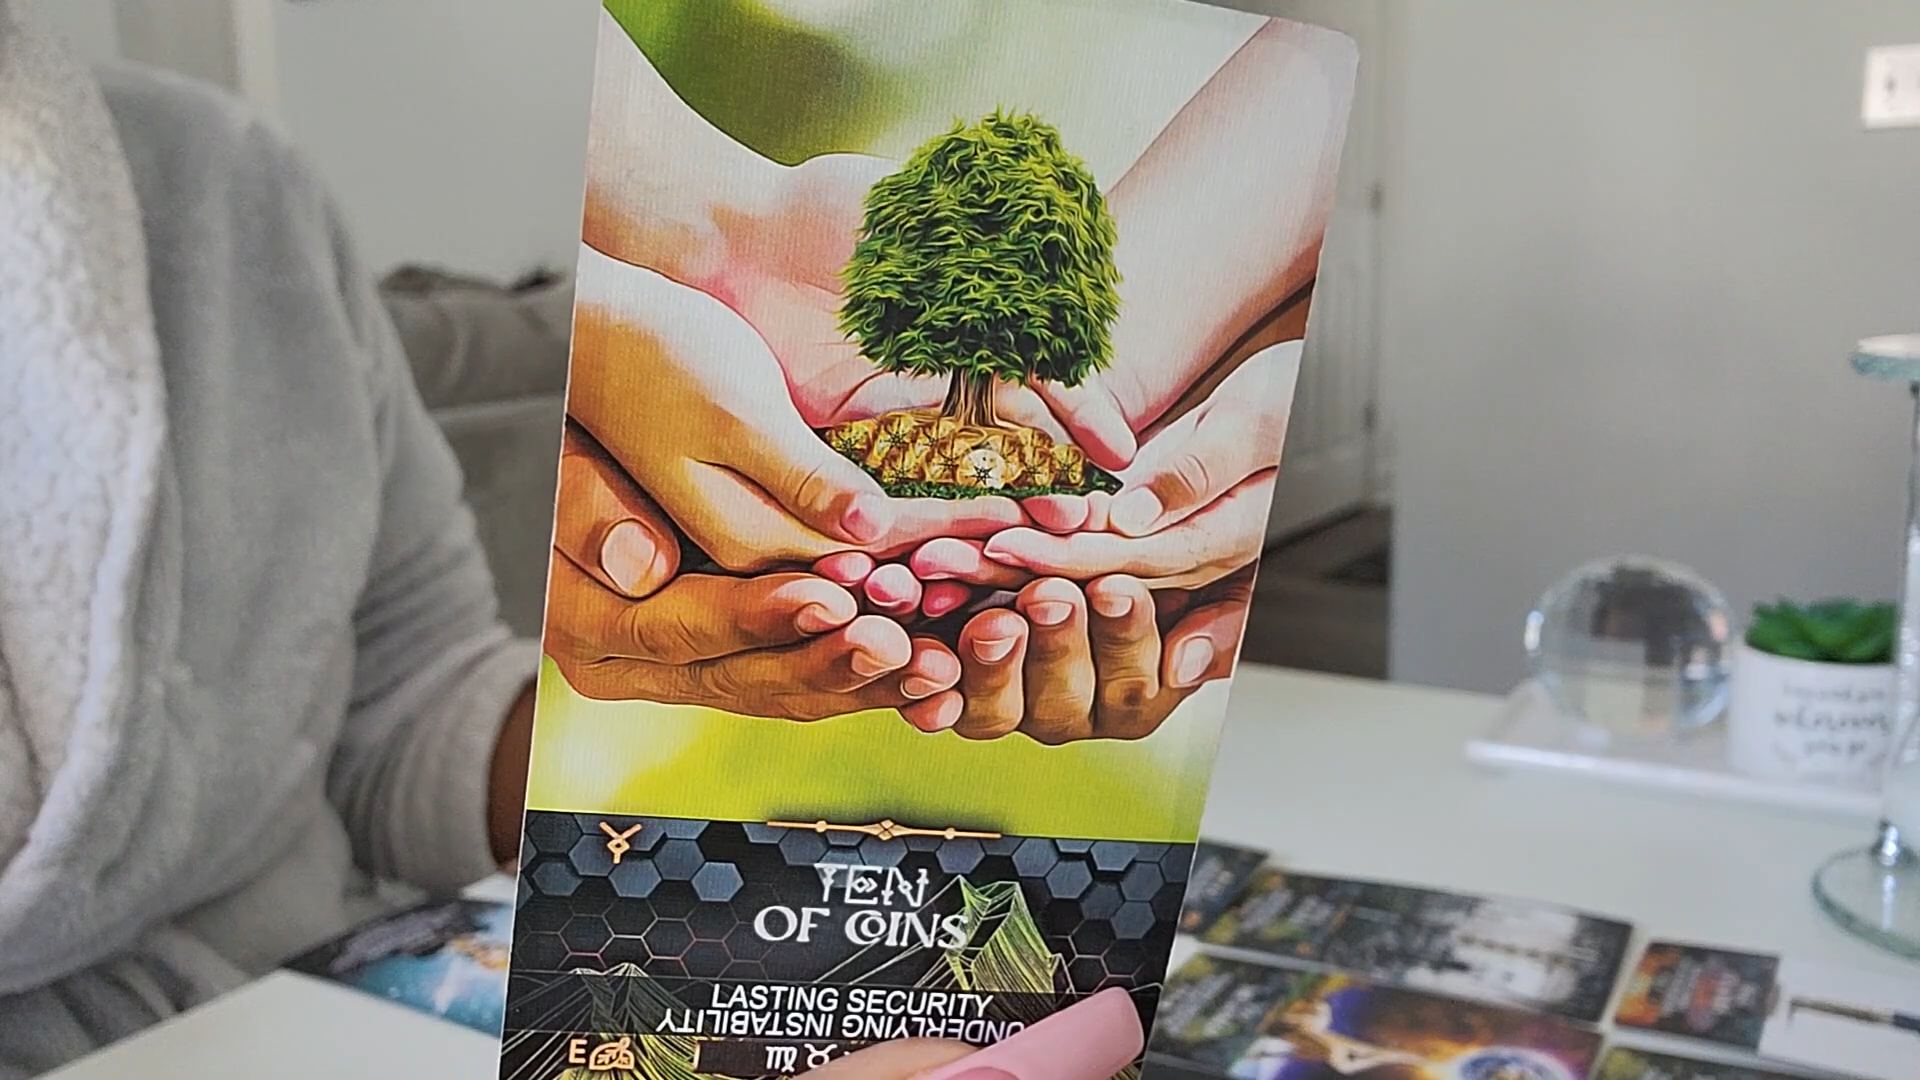 TEN
OF COINS
LASTING SECURITY
UNDERLYING INSTABILITY
E